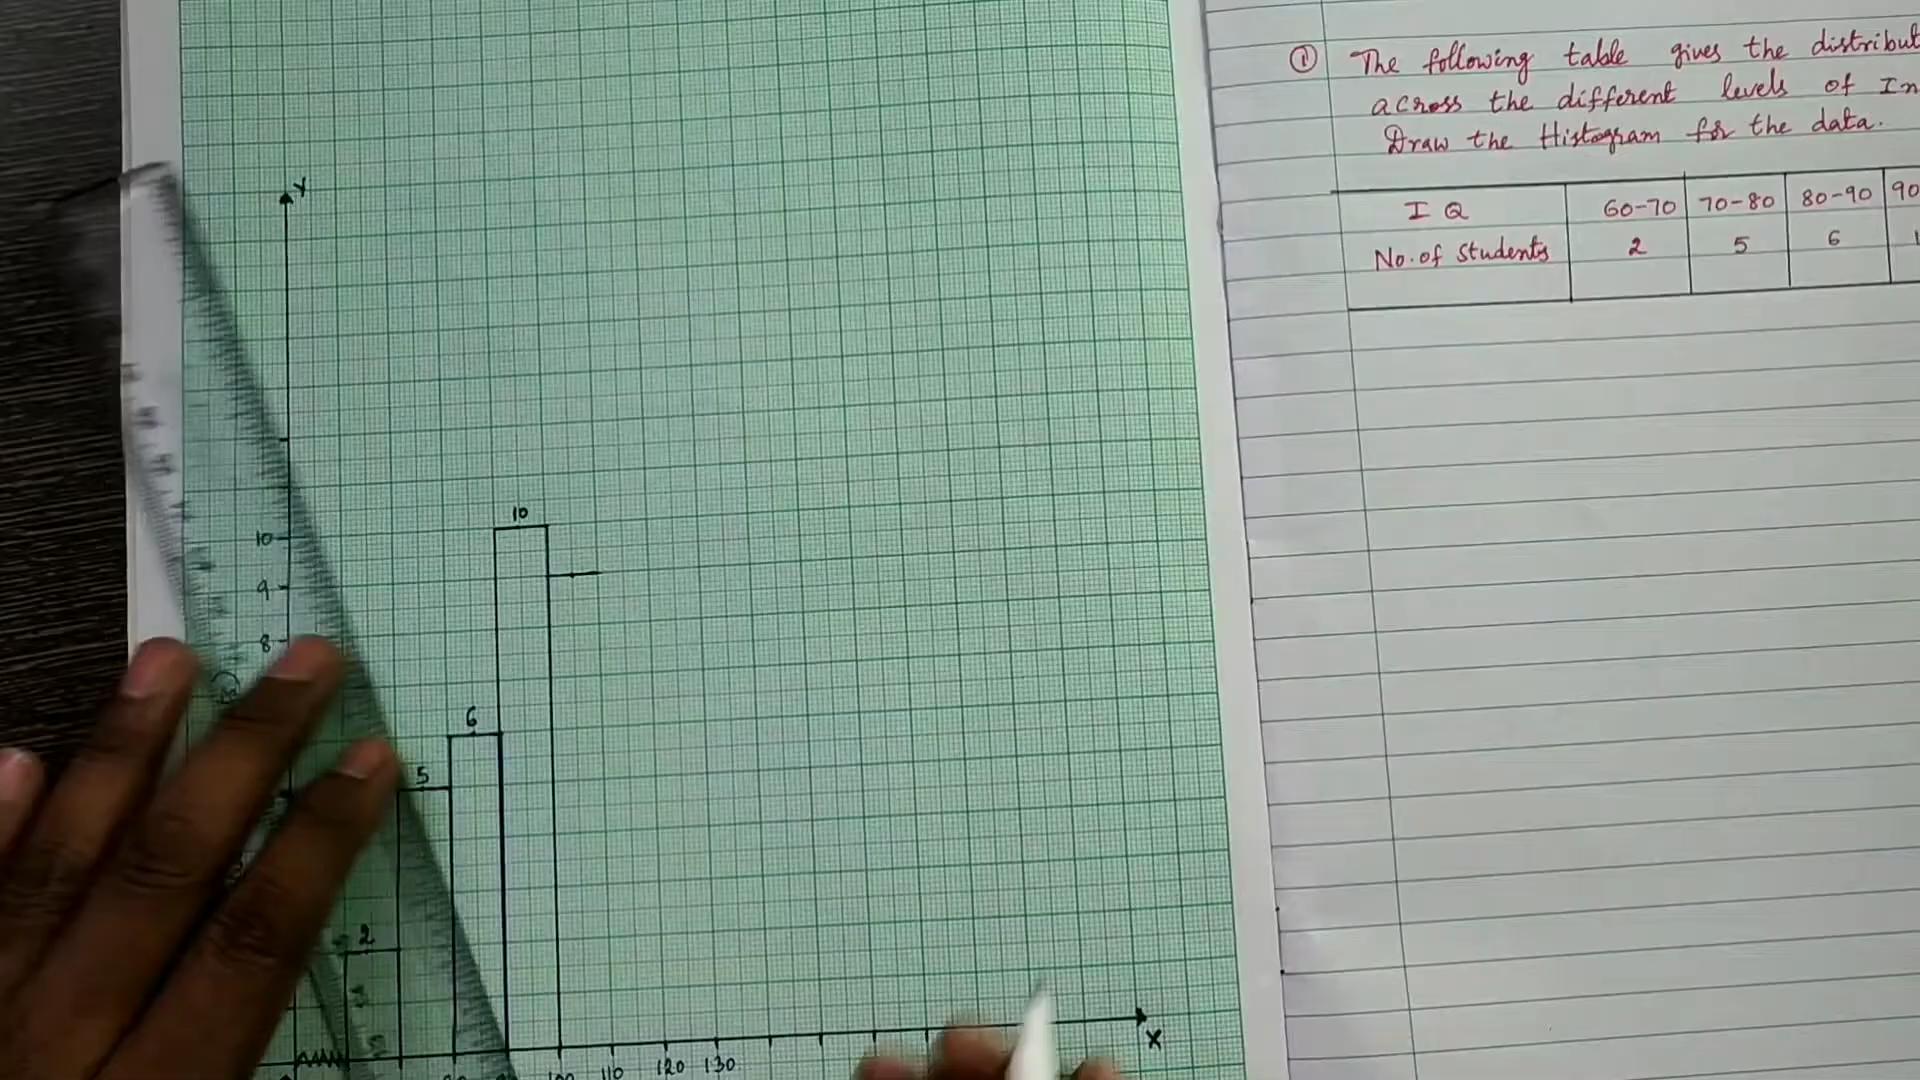 ① The following table gives the distribut
across the different levels of In
Draw the Histogram for the data.
I Q 60-70 70-80 80-90 90
No. of Students 2 5 6 1
Y
10
10
9
8
6
5
2
110 120 130
X